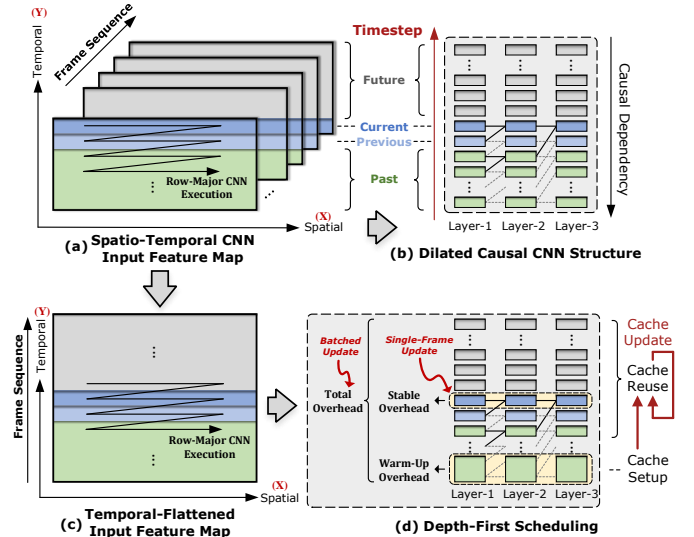 (Y)
Temporal
Frame Sequence
Row-Major CNN
Execution
(X)
Spatial
(a) Spatio-Temporal CNN
Input Feature Map
Future
Current
Previous
Past
Timestep
Causal Dependency
Layer-1 Layer-2 Layer-3
(b) Dilated Causal CNN Structure
(Y)
Frame Sequence
Temporal
Row-Major CNN
Execution
(X)
Spatial
(c) Temporal-Flattened
Input Feature Map
Batched
Update
Single-Frame
Update
Total
Overhead
Stable
Overhead
Warm-Up
Overhead
Layer-1 Layer-2 Layer-3
Cache
Update
Cache
Reuse
Cache
Setup
(d) Depth-First Scheduling